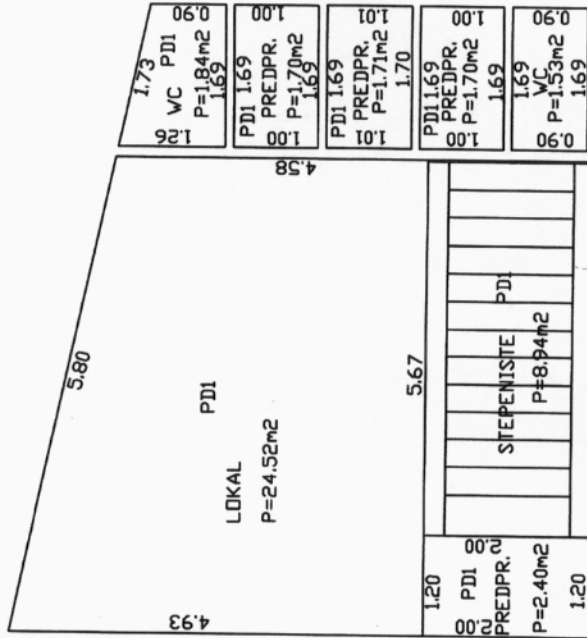 0.90
1.73
PD1
WC
P=1.84m2
1.26
1.69
1.00
PD1 1.69
PREDPR.
P=1.70m2
1.69
1.00
1.01
PD1 1.69
PREDPR.
P=1.71m2
1.70
1.01
1.00
PD1 1.69
PREDPR.
P=1.70m2
1.69
1.00
0.90
1.69
WC
P=1.53m2
1.69
0.90
4.58
5.80
PD1
LOKAL
P=24.52m2
5.67
4.93
PD1
STEPENISTE
P=8.94m2
2.00
1.20
PD1
PREDPR.
P=2.40m2
2.00
1.20